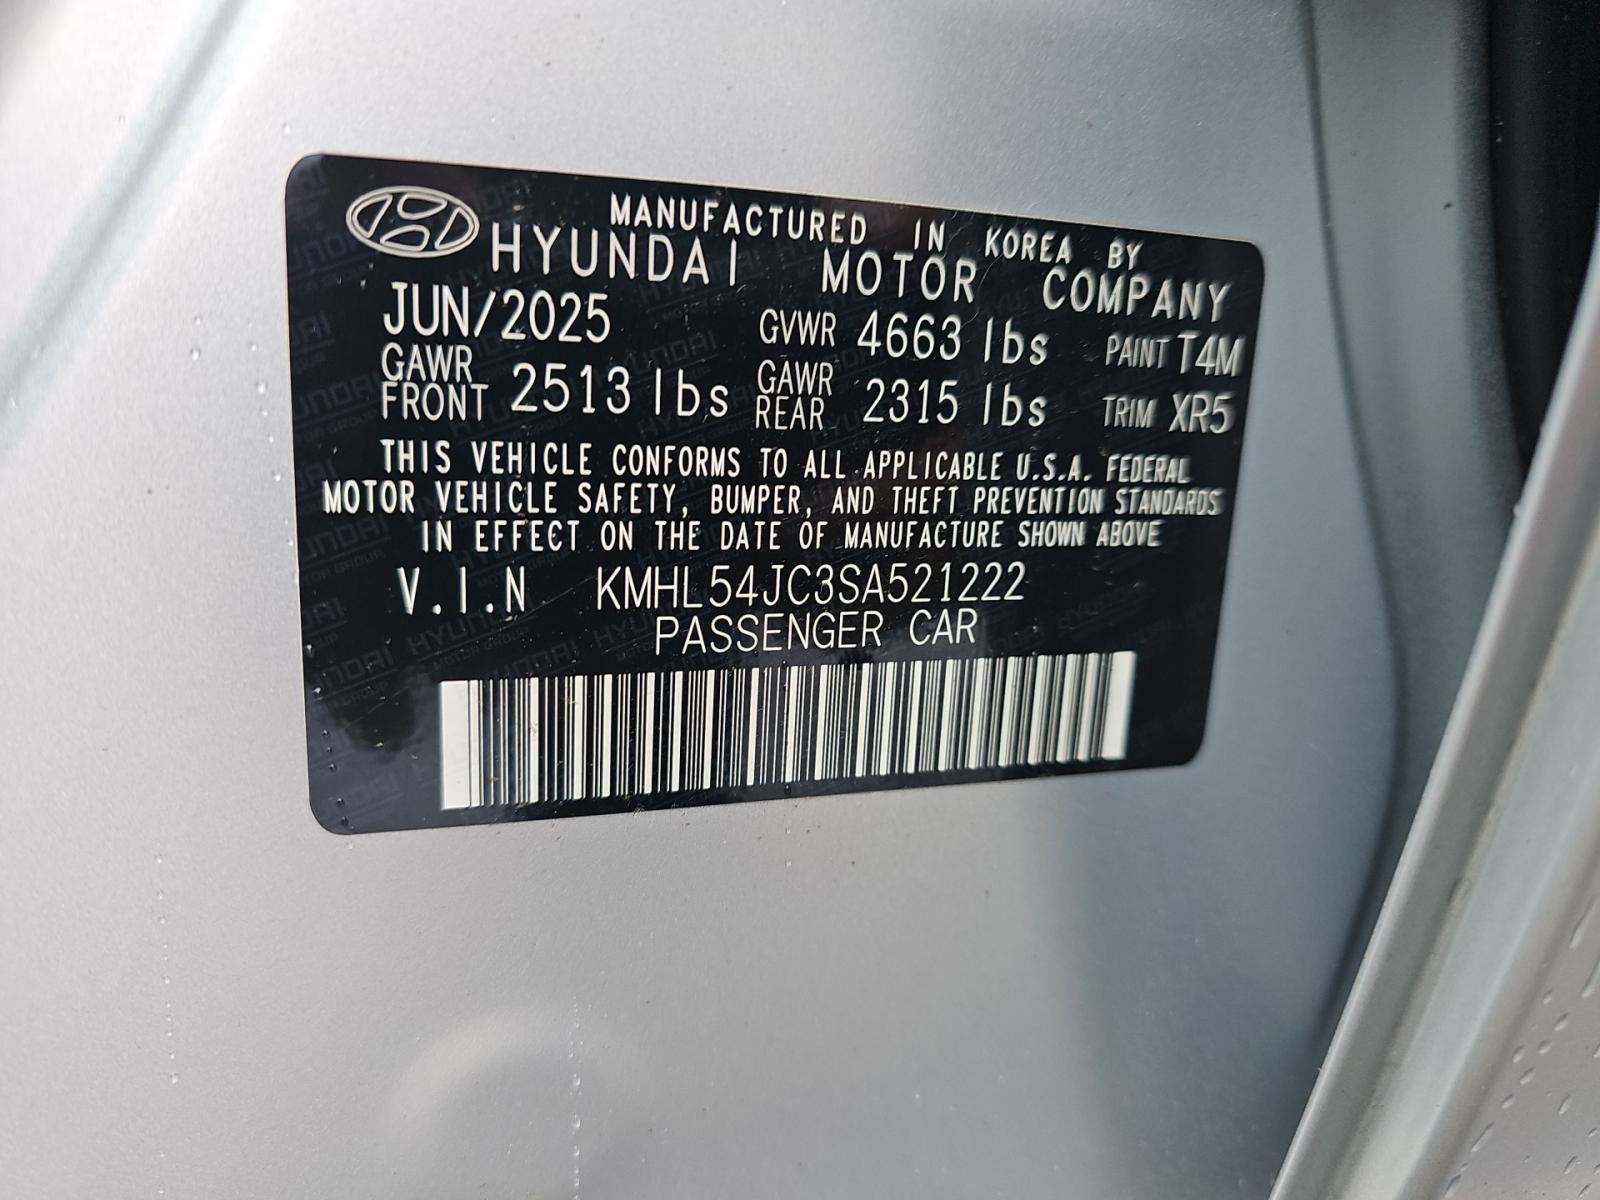 MANUFACTURED IN KOREA BY
HYUNDAI MOTOR COMPANY
JUN/2025 GVWR 4663 lbs PAINT T4M
GAWR FRONT 2513 lbs GAWR REAR 2315 lbs TRIM XR5
THIS VEHICLE CONFORMS TO ALL APPLICABLE U.S.A. FEDERAL
MOTOR VEHICLE SAFETY, BUMPER, AND THEFT PREVENTION STANDARDS
IN EFFECT ON THE DATE OF MANUFACTURE SHOWN ABOVE
V.I.N KMHL54JC3SA521222
PASSENGER CAR